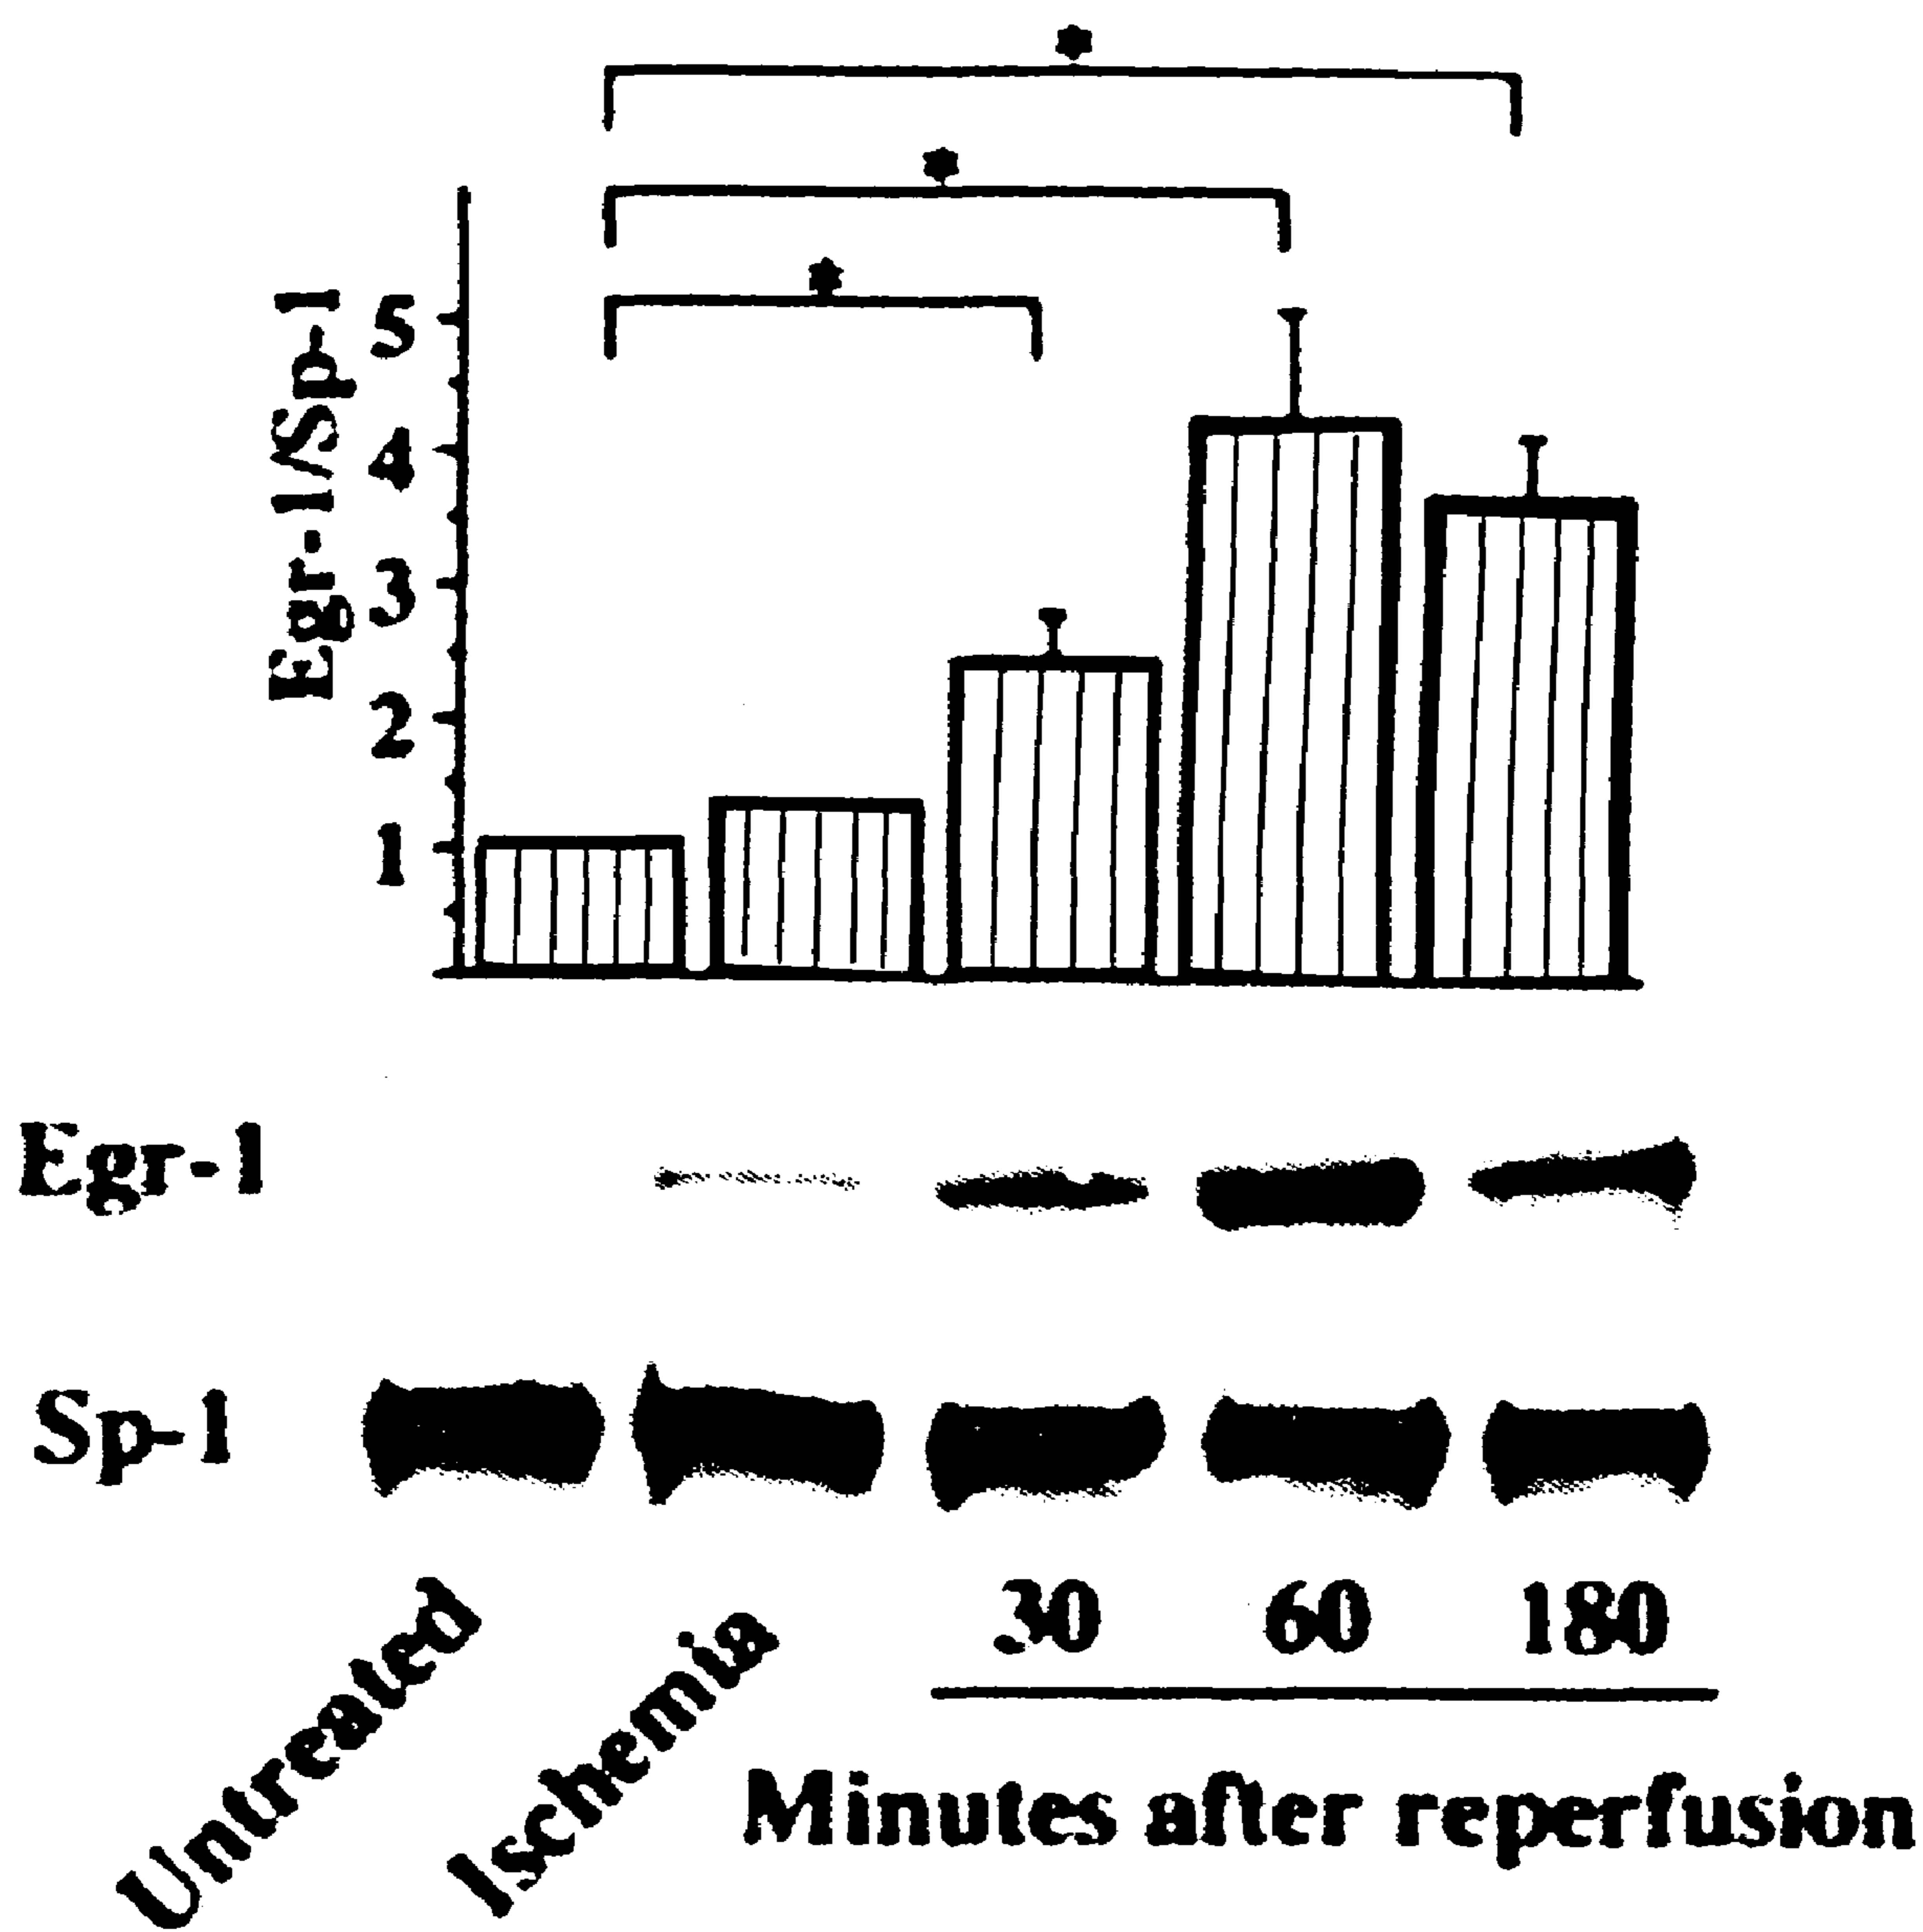 *
*
*
Egr-1/Sp-1
5
4
3
2
1
Egr-1
Sp-1
30 60 180
Untreated
Ischemia
Minutes after reperfusion